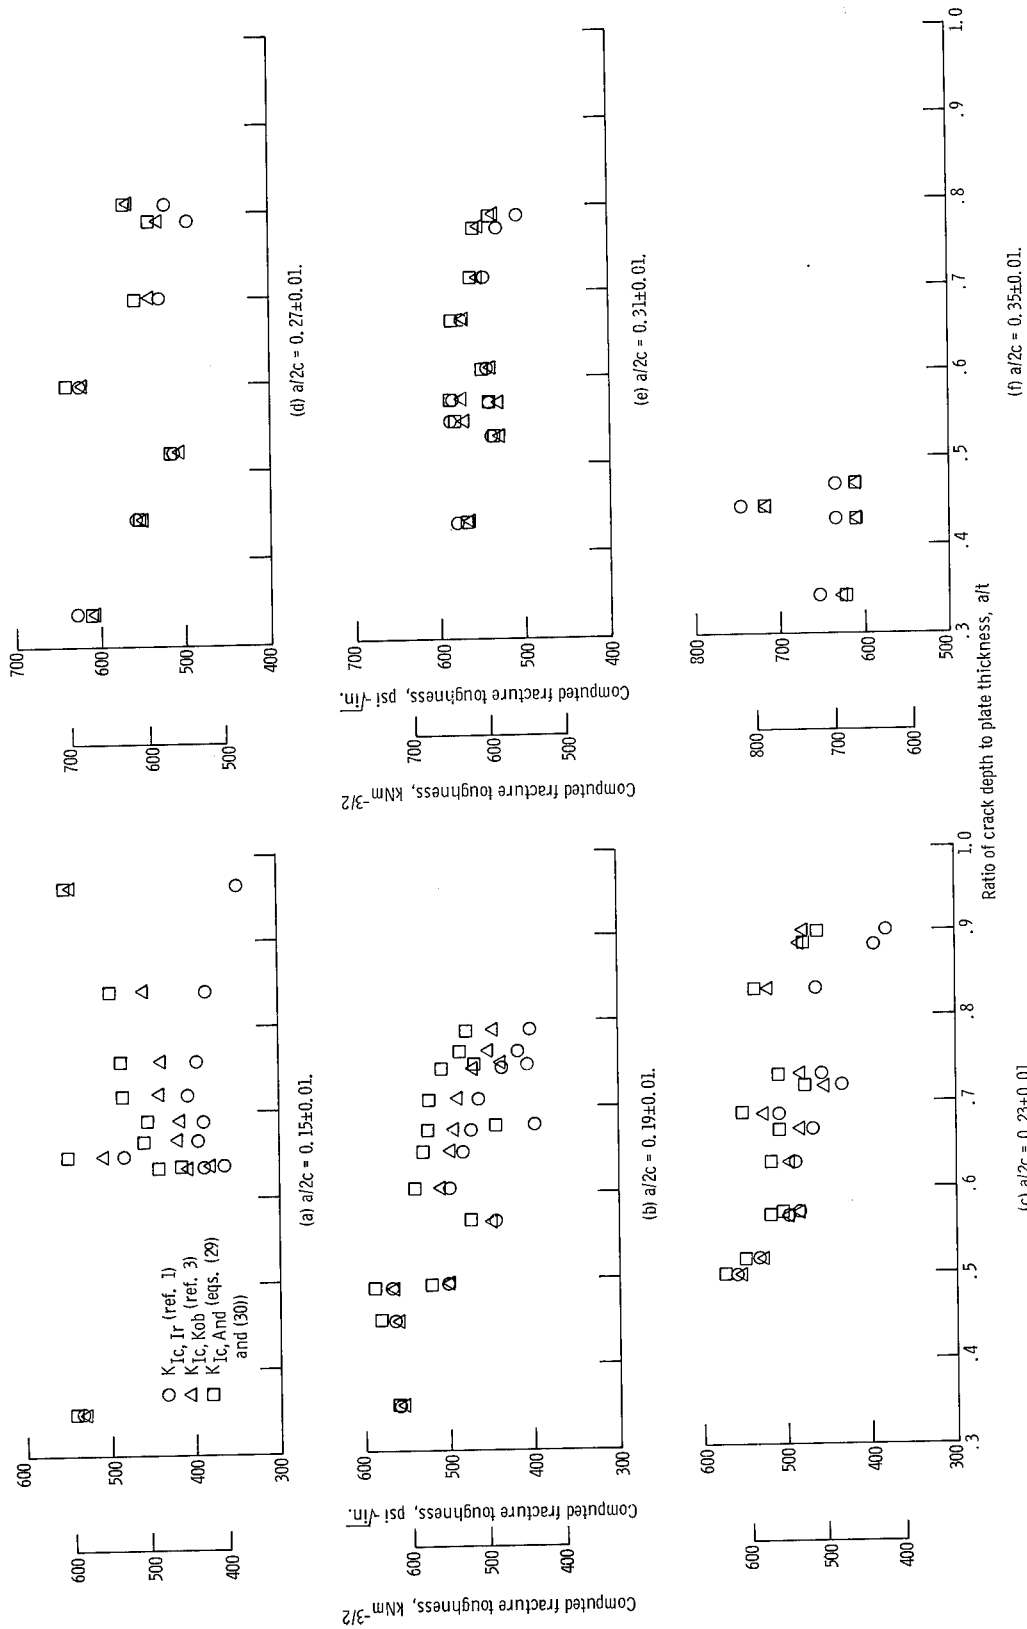 600
500
400
600
500
400
300
○ K_Ic, Ir (ref. 1)
△ K_Ic, Kob (ref. 3)
□ K_Ic, And (eqs. (29)
and (30))
(a) a/2c = 0.15±0.01.
Computed fracture toughness, kNm^-3/2
Computed fracture toughness, psi √in.
600
500
400
600
500
400
300
(b) a/2c = 0.19±0.01.
600
500
400
600
500
400
300
.3 .4 .5 .6 .7 .8 .9 1.0
(c) a/2c = 0.23±0.01
700
600
500
700
600
500
400
(d) a/2c = 0.27±0.01.
Computed fracture toughness, kNm^-3/2
Computed fracture toughness, psi √in.
700
600
500
700
600
500
400
(e) a/2c = 0.31±0.01.
800
700
600
800
700
600
500
.3 .4 .5 .6 .7 .8 .9 1.0
Ratio of crack depth to plate thickness, a/t
(f) a/2c = 0.35±0.01.